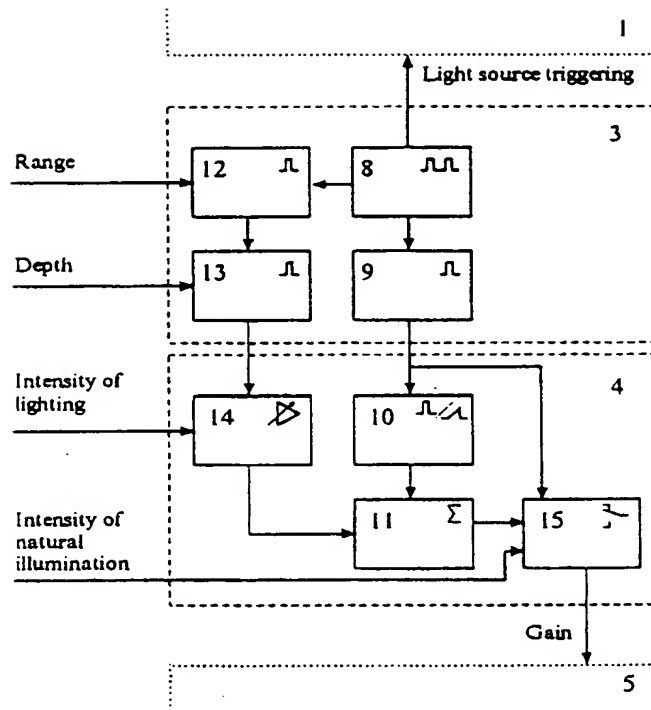 1
Light source triggering
3
Range
12
8
Depth
13
9
Intensity of
lighting
4
14
10
Intensity of
natural
illumination
11
Σ
15
Gain
5